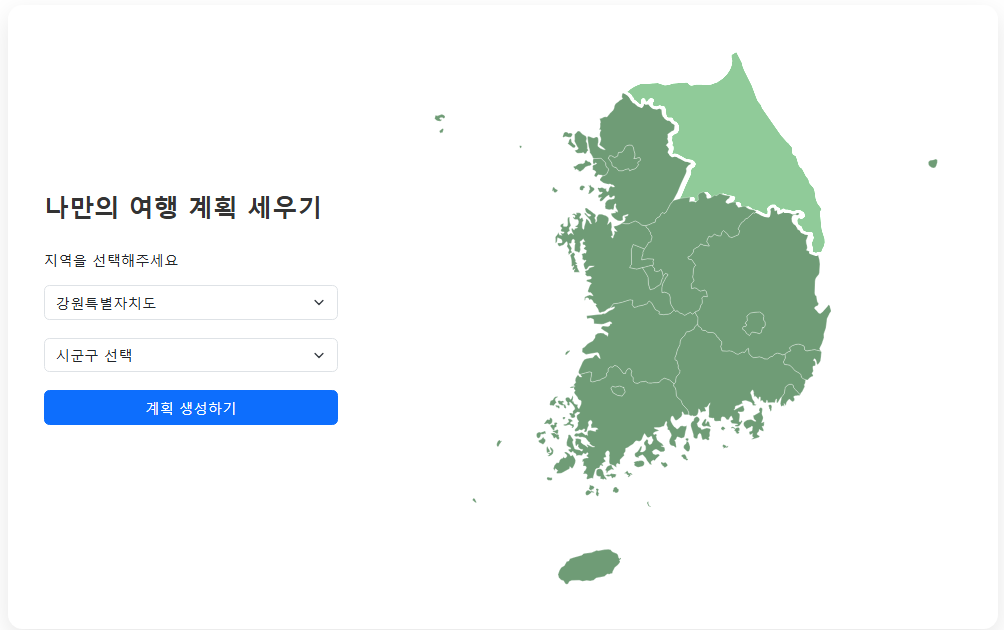 나만의 여행 계획 세우기
지역을 선택해주세요
강원특별자치도
시군구 선택
계획 생성하기